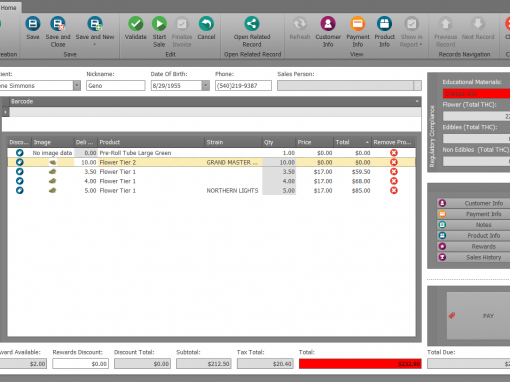 Home
Save
Save and Close
Save and New
Validate
Start Sale
Finalize Invoice
Cancel
Open Related Record
Refresh
Customer Info
Payment Info
Product Info
Show in Report
Previous Record
Next Record
Save
Edit
Open Related Record
View
Records Navigation
Nickname:
Date Of Birth:
Phone:
Sales Person:
Simmons
Geno
8/29/1955
(540)219-9387
Barcode
Disco... Image Deli... Product Strain Qty Price Total Remove Pro...
No image data 0.00 Pre-Roll Tube Large Green 1.00 $0.00 $0.00
10.00 Flower Tier 2 GRAND MASTER ... 10.00 $0.00 $0.00
3.50 Flower Tier 1 3.50 $17.00 $59.50
4.00 Flower Tier 1 4.00 $17.00 $68.00
5.00 Flower Tier 1 NORTHERN LIGHTS 5.00 $17.00 $85.00
Regulatory Compliance
Educational Materials:
Flower (Total THC):
Edibles (Total THC):
Non Edibles (Total THC):
Customer Info
Payment Info
Notes
Product Info
Rewards
Sales History
PAY
Available:
Rewards Discount:
Discount Total:
Subtotal:
Tax Total:
Total:
Total Due:
$2.00
$0.00
$0.00
$212.50
$20.40